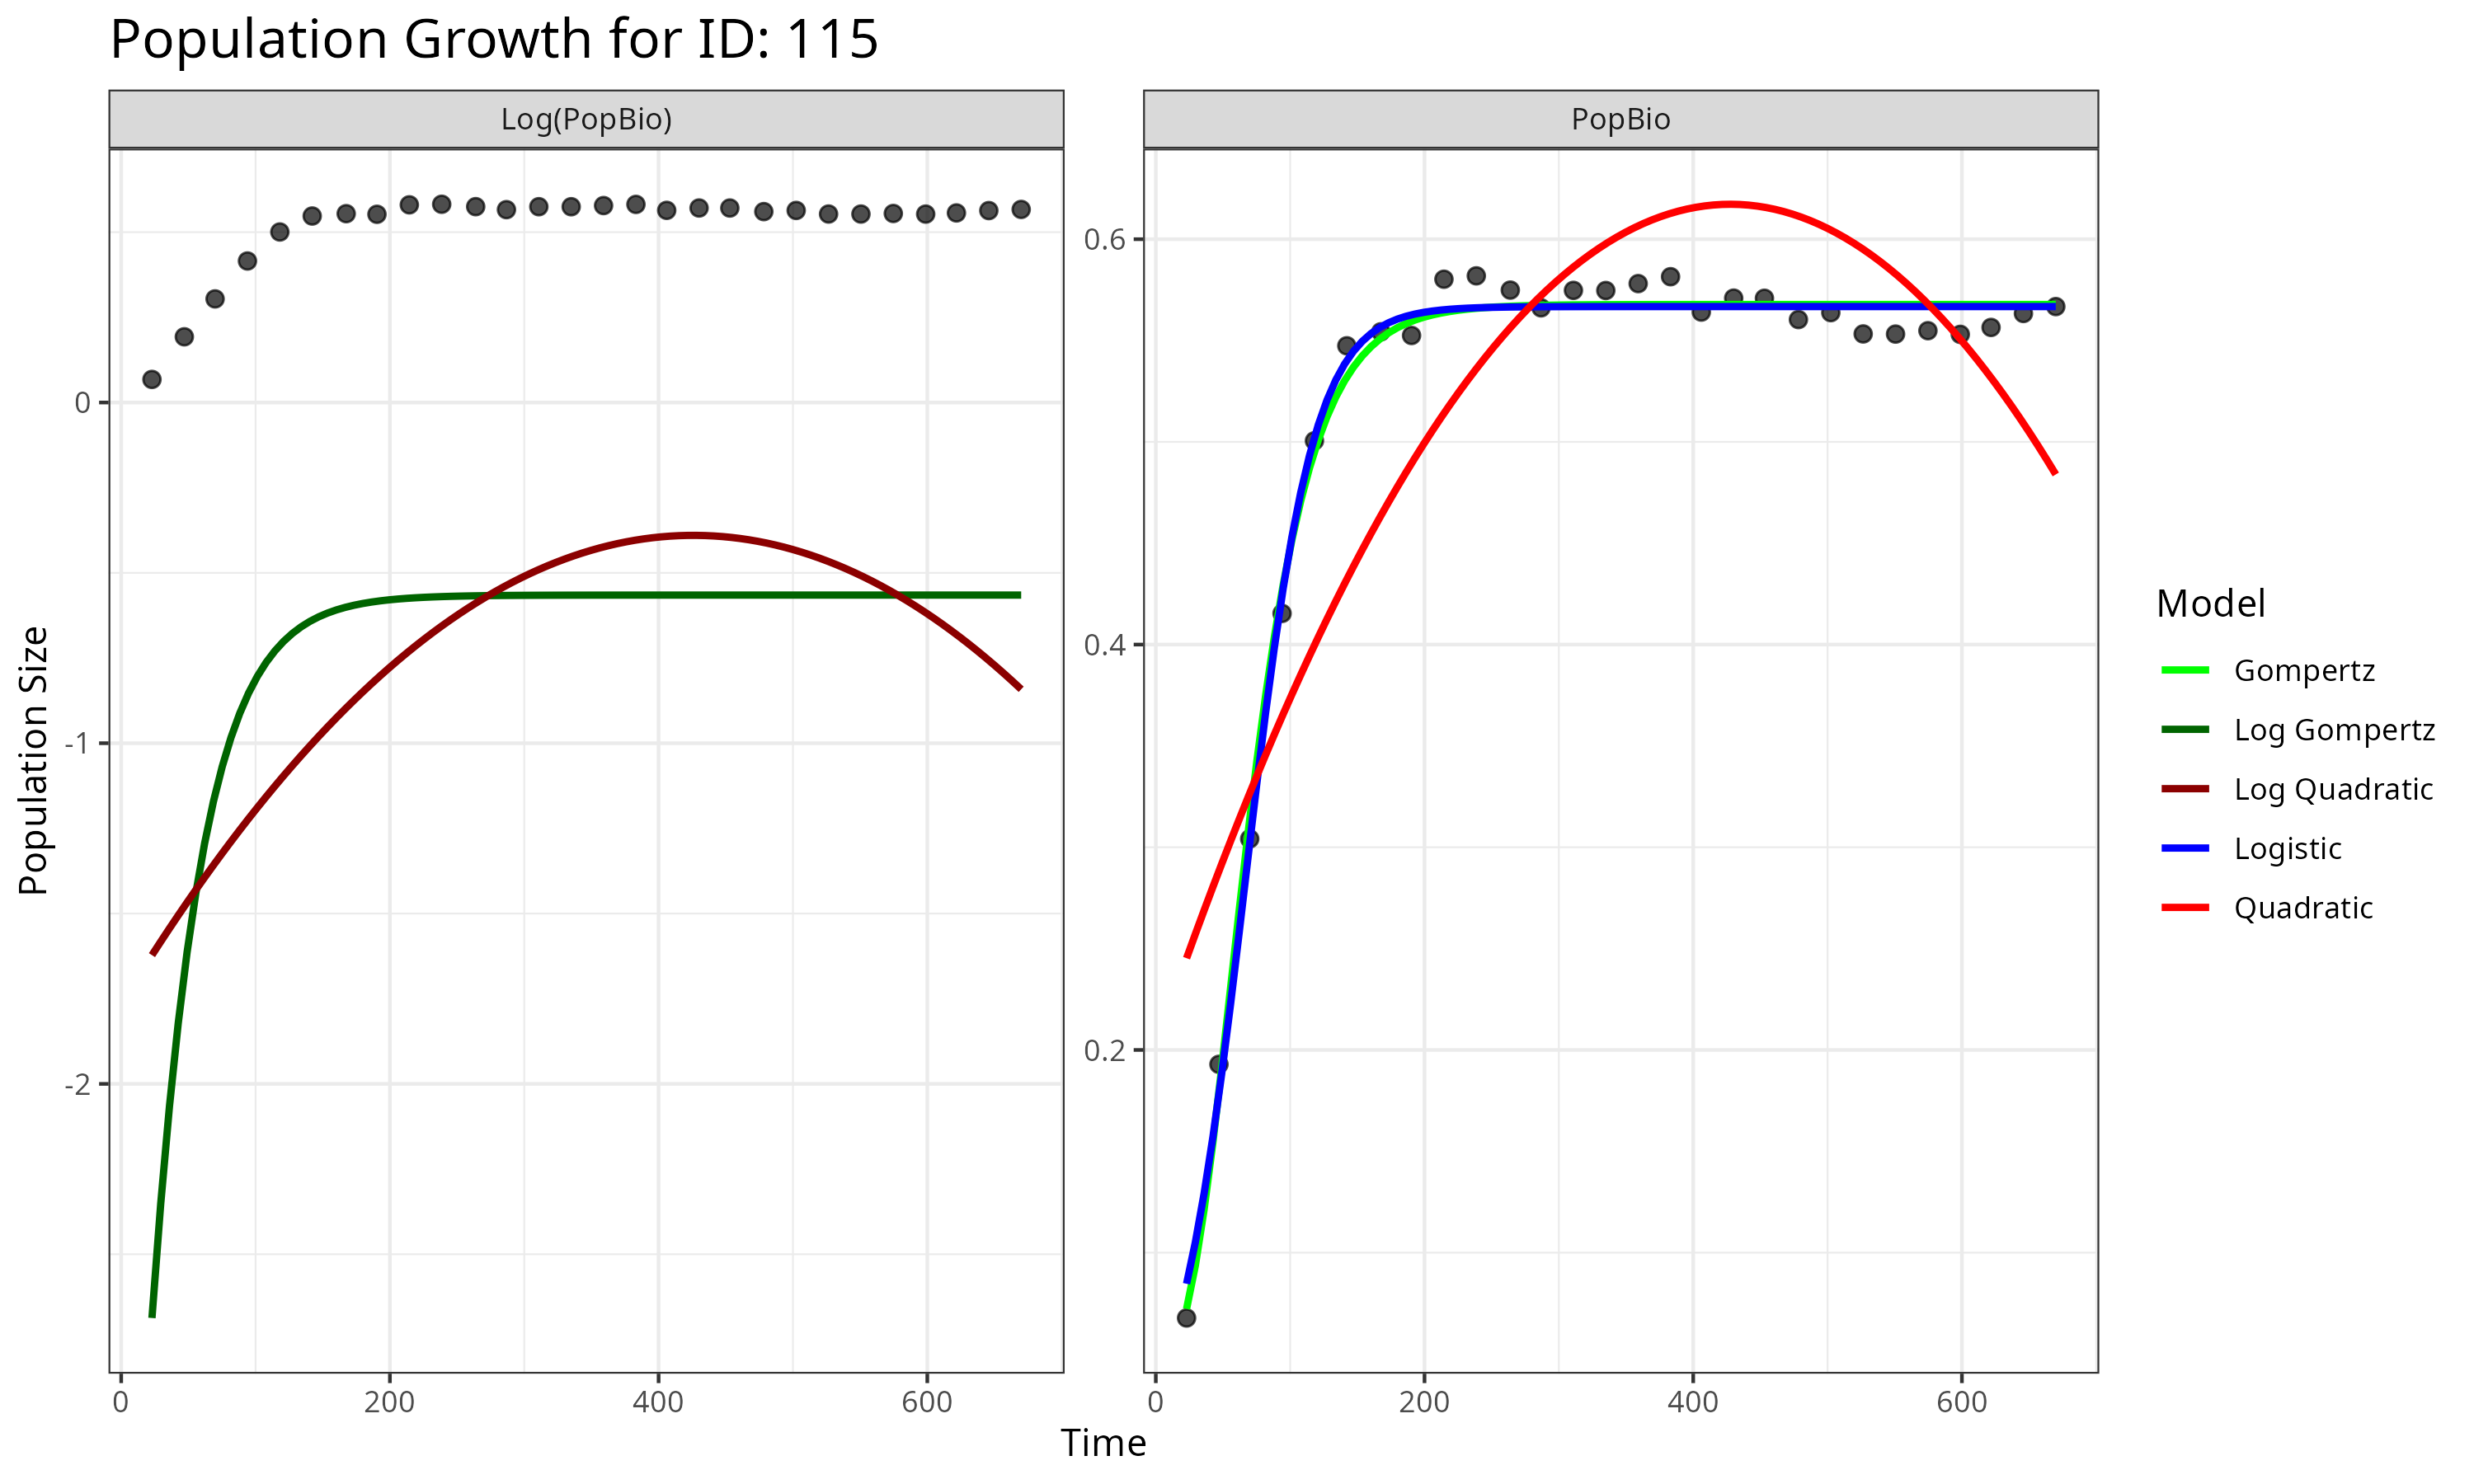 Population Growth for ID: 115
Log(PopBio)
PopBio
Population Size
0
-1
-2
0.6
0.4
0.2
0 200 400 600
0 200 400 600
Time
Model
Gompertz
Log Gompertz
Log Quadratic
Logistic
Quadratic